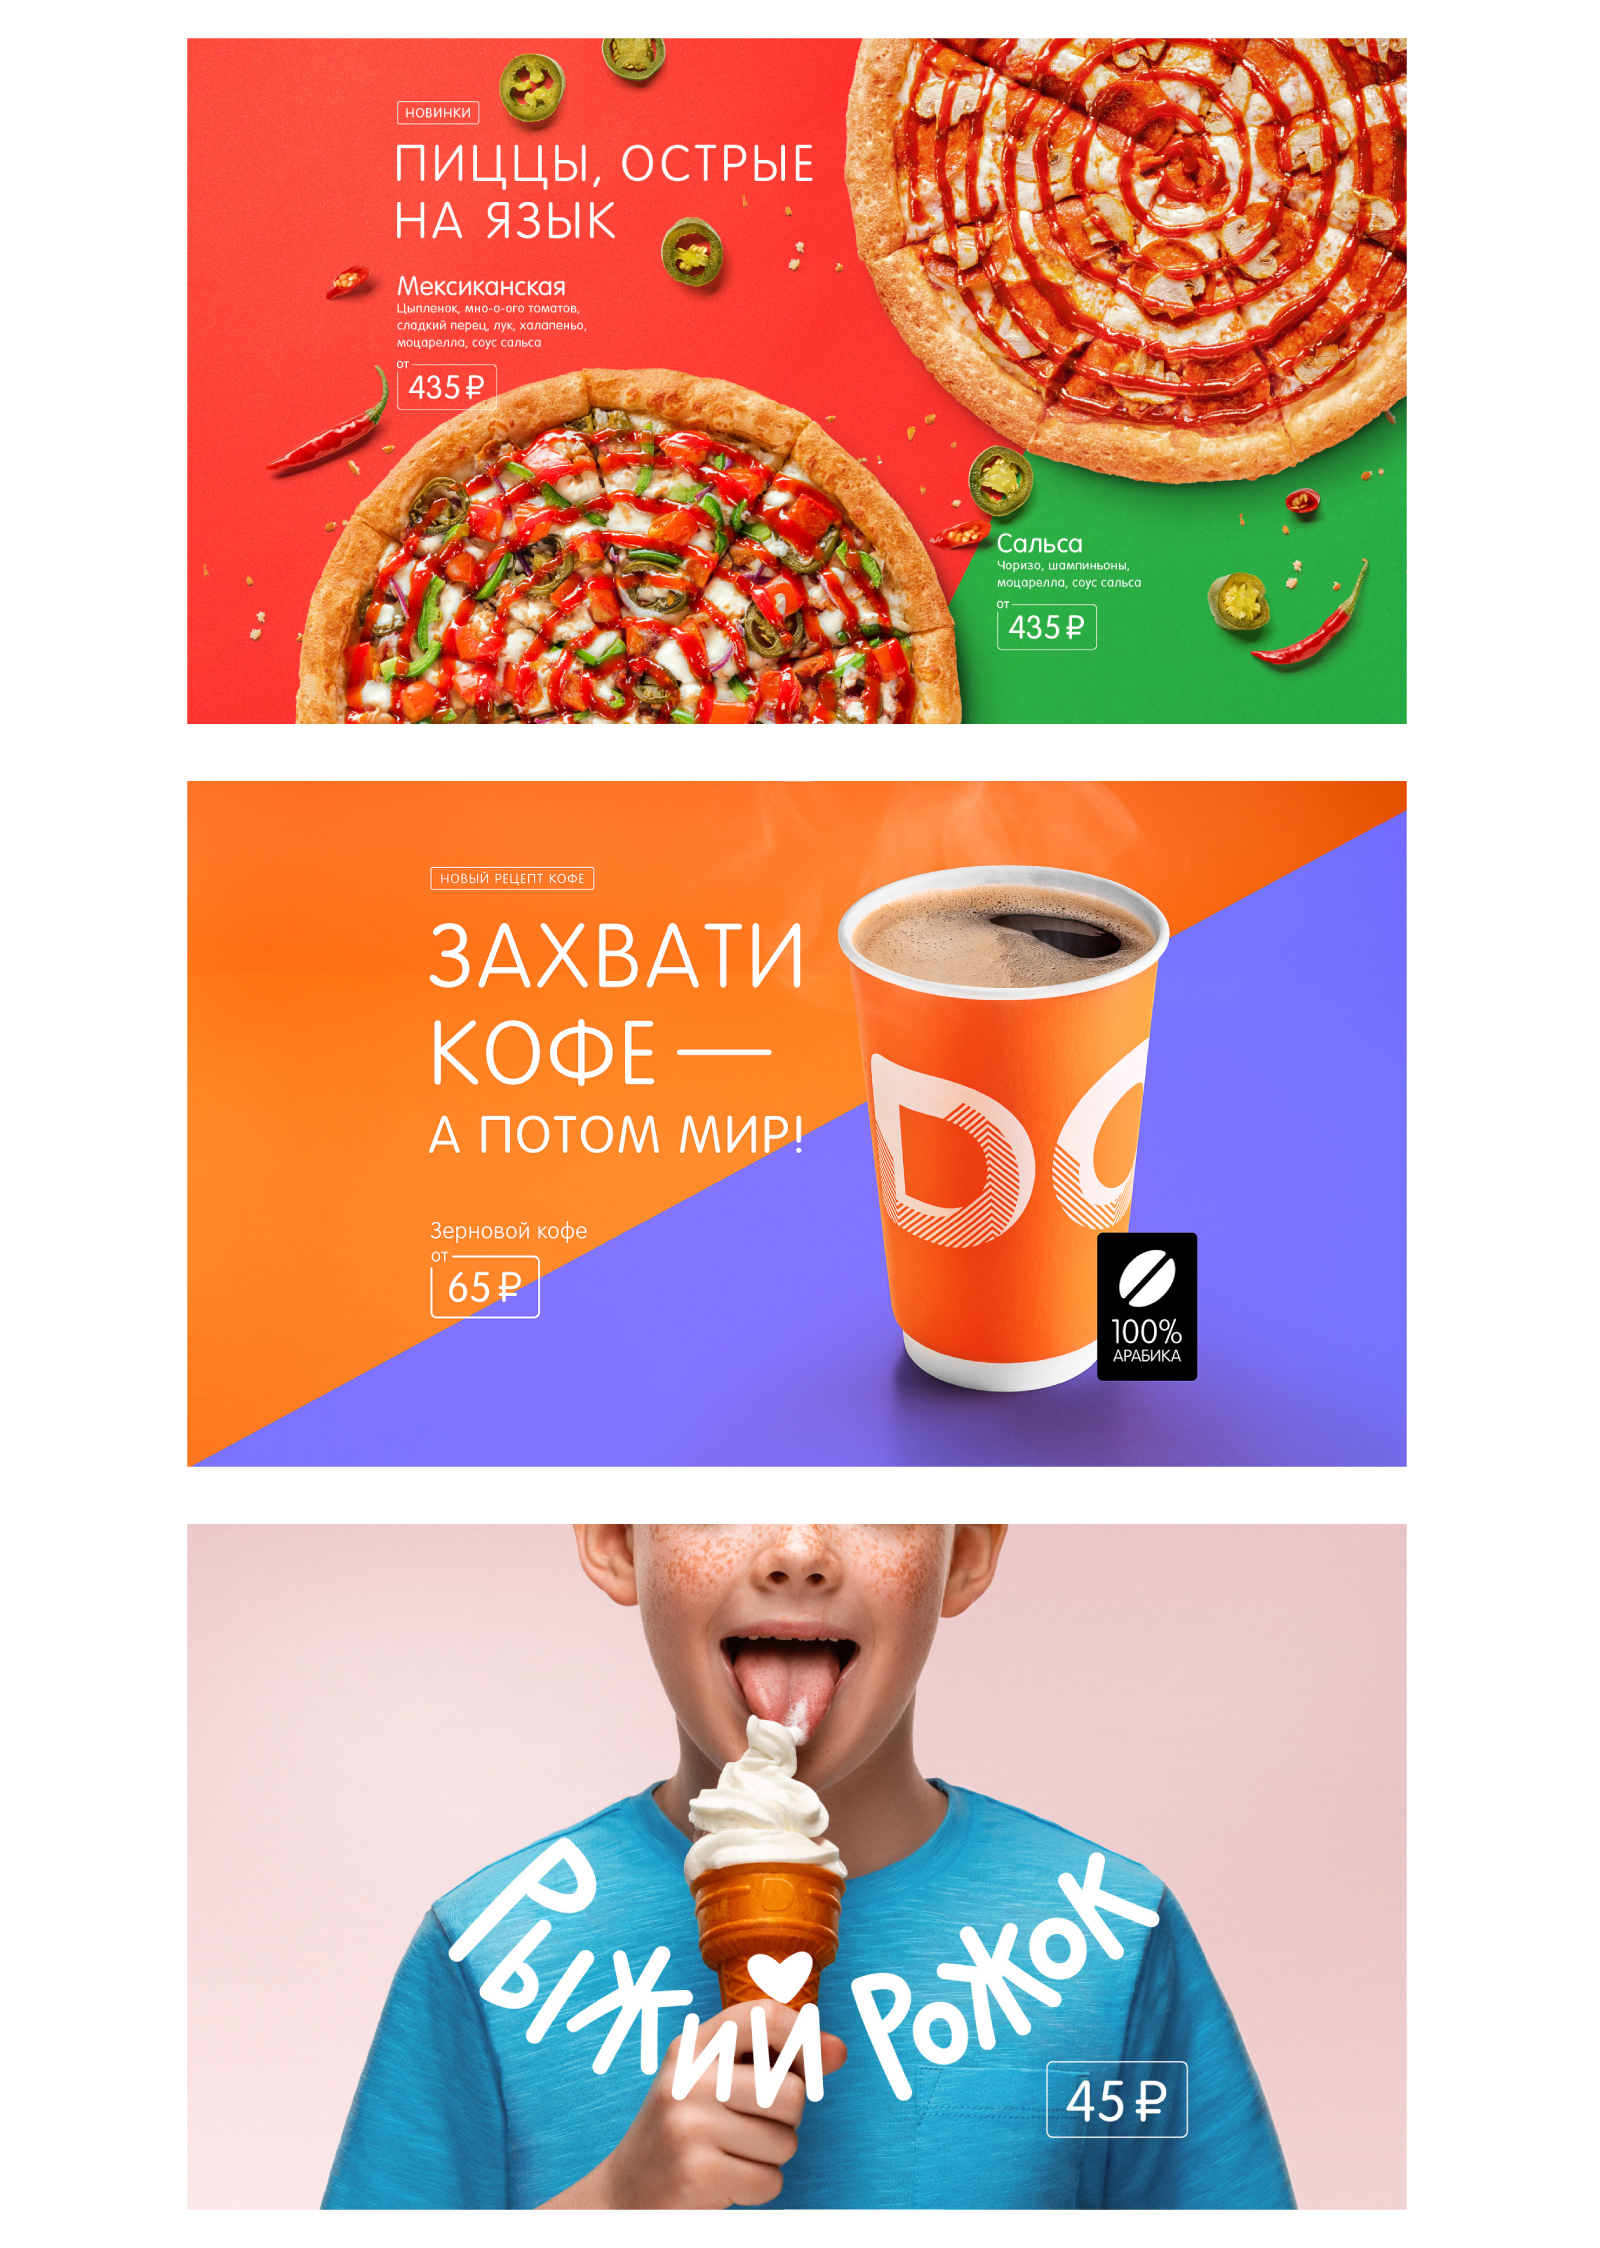 НОВИНКИ
ПИЦЦЫ, ОСТРЫЕ
НА ЯЗЫК
Мексиканская
Цыпленок, мно-о-ого томатов,
сладкий перец, лук, халапеньо,
моцарелла, соус сальса
от
435 ₽
Сальса
Чоризо, шампиньоны,
моцарелла, соус сальса
от
435 ₽
НОВЫЙ РЕЦЕПТ КОФЕ
ЗАХВАТИ
КОФЕ —
А ПОТОМ МИР!
Зерновой кофе
от
65 ₽
DO
100%
АРАБИКА
Рыжий Рожок
45 ₽